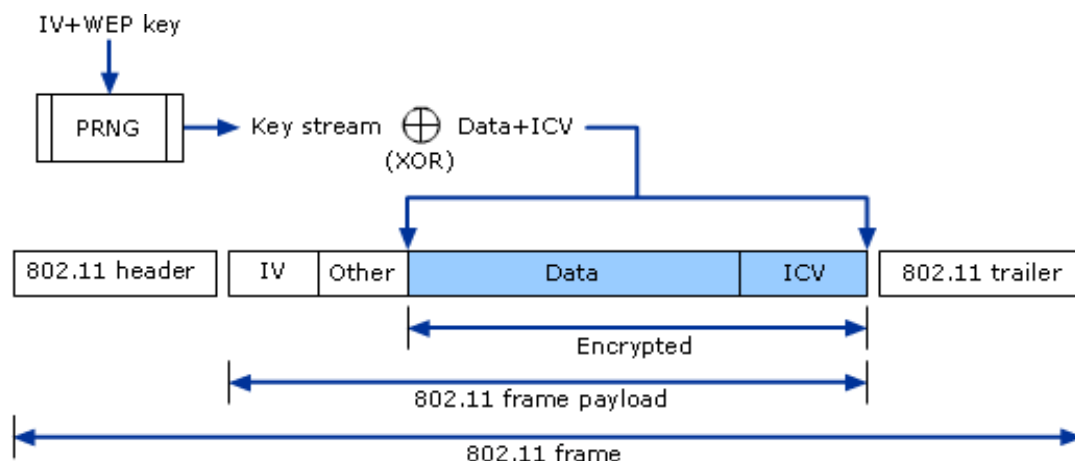 IV+WEP key
PRNG
Key stream
(XOR)
Data+ICV
802.11 header
IV
Other
Data
ICV
802.11 trailer
Encrypted
802.11 frame payload
802.11 frame